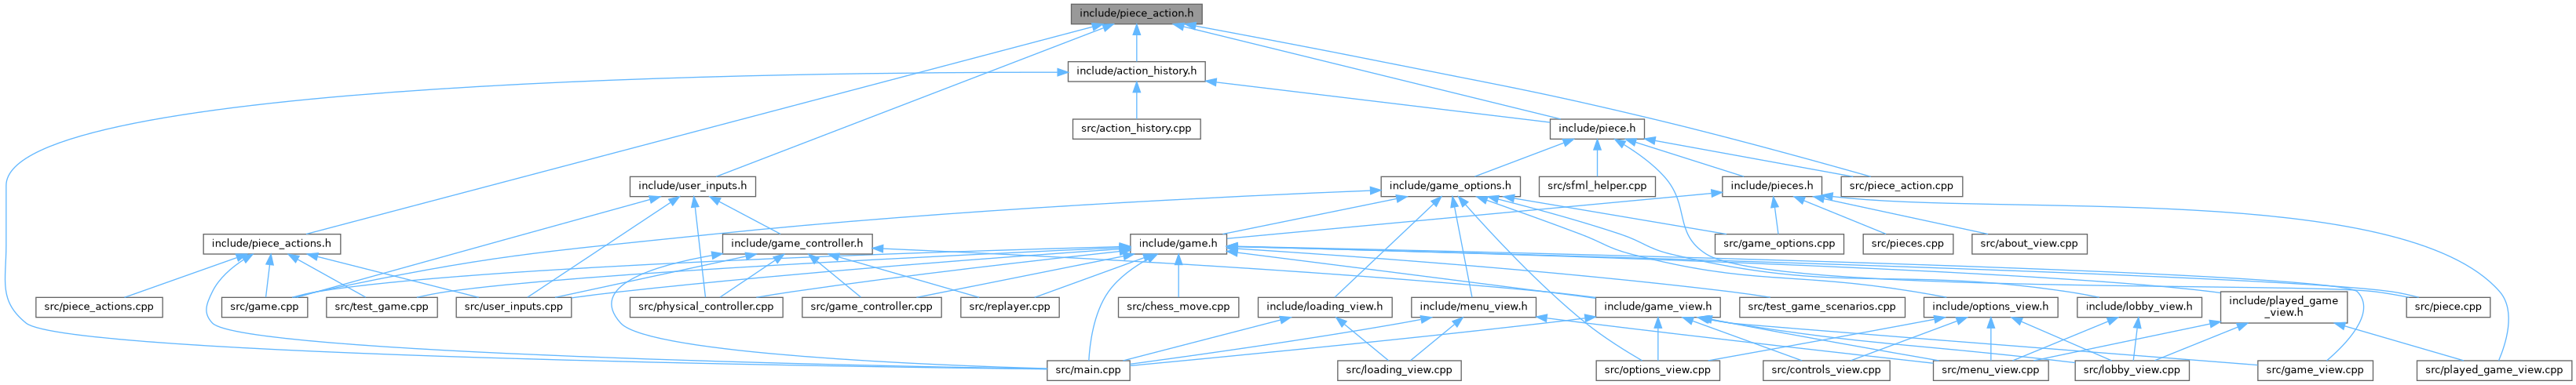 include/piece_action.h
include/action_history.h
src/action_history.cpp
include/piece.h
include/user_inputs.h
include/game_options.h
src/sfml_helper.cpp
include/pieces.h
src/piece_action.cpp
include/piece_actions.h
include/game_controller.h
include/game.h
src/game_options.cpp
src/pieces.cpp
src/about_view.cpp
src/piece_actions.cpp
src/game.cpp
src/test_game.cpp
src/user_inputs.cpp
src/physical_controller.cpp
src/game_controller.cpp
src/replayer.cpp
src/chess_move.cpp
include/loading_view.h
include/menu_view.h
include/game_view.h
src/test_game_scenarios.cpp
include/options_view.h
include/lobby_view.h
include/played_game
_view.h
src/piece.cpp
src/main.cpp
src/loading_view.cpp
src/options_view.cpp
src/controls_view.cpp
src/menu_view.cpp
src/lobby_view.cpp
src/game_view.cpp
src/played_game_view.cpp